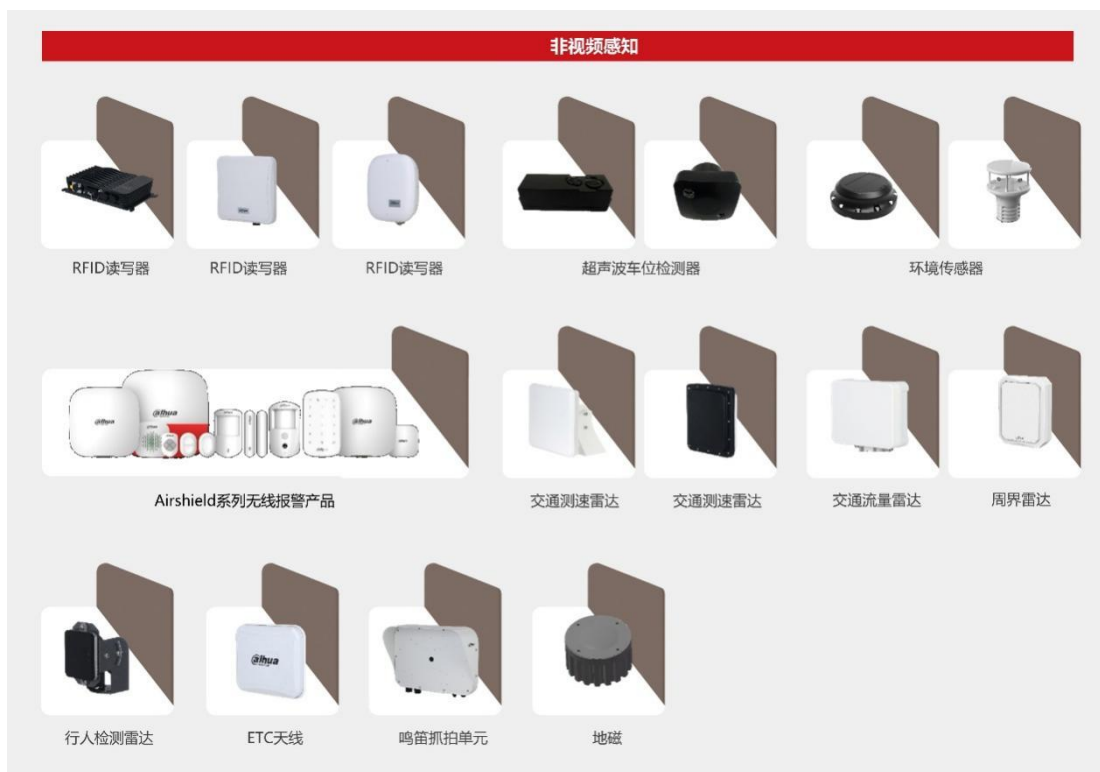 非视频感知
RFID读写器
RFID读写器
RFID读写器
超声波车位检测器
环境传感器
alhua
alhua
alhua
Airshield系列无线报警产品
交通测速雷达
交通测速雷达
交通流量雷达
周界雷达
alhua
行人检测雷达
ETC天线
鸣笛抓拍单元
地磁